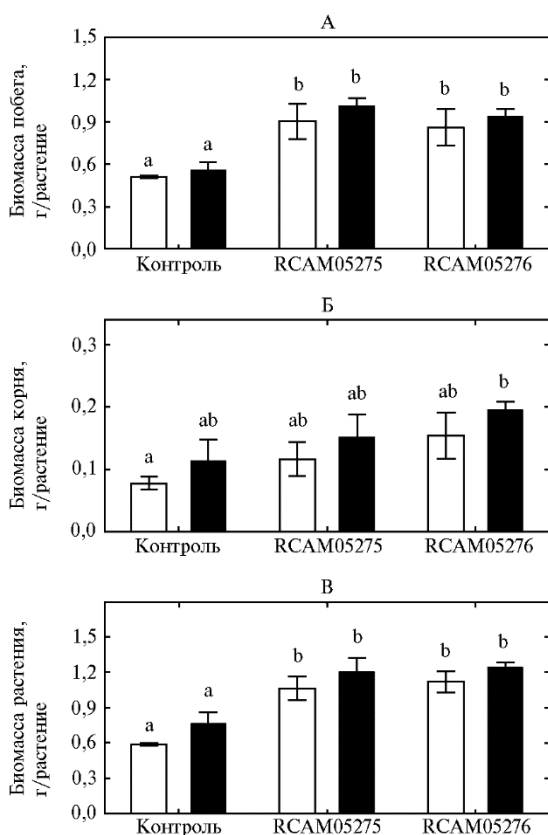 А
Биомасса побега,
г/растение
1,5
1,2
0,9
0,6
0,3
0,0
a
a
b
b
b
b
Контроль
RCAM05275
RCAM05276
Б
Биомасса корня,
г/растение
0,3
0,2
0,1
0,0
a
ab
ab
ab
ab
b
Контроль
RCAM05275
RCAM05276
В
Биомасса растения,
г/растение
1,5
1,2
0,9
0,6
0,3
0,0
a
a
b
b
b
b
Контроль
RCAM05275
RCAM05276